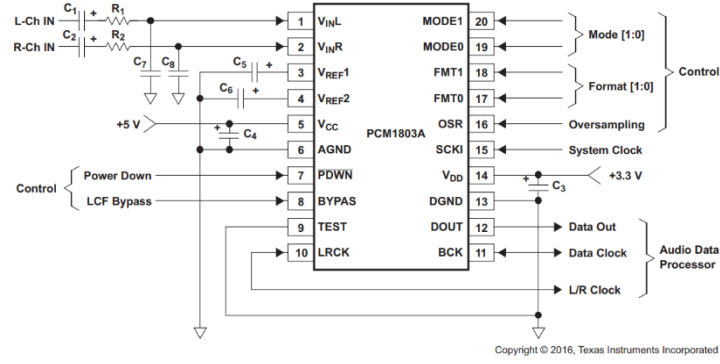 L-Ch IN C1 + R1
R-Ch IN C2 + R2
C7 C8
C5 +
C6 +
+5 V
+ C4
Control
Power Down
LCF Bypass
1 VINL
2 VINR
3 VREF1
4 VREF2
5 VCC
6 AGND
7 PDWN
8 BYPAS
9 TEST
10 LRCK
PCM1803A
MODE1 20
MODE0 19
FMT1 18
FMT0 17
OSR 16
SCKI 15
VDD 14
DGND 13
DOUT 12
BCK 11
Mode [1:0]
Format [1:0]
Control
Oversampling
System Clock
+ C3
+3.3 V
Data Out
Data Clock
L/R Clock
Audio Data
Processor
Copyright © 2016, Texas Instruments Incorporated